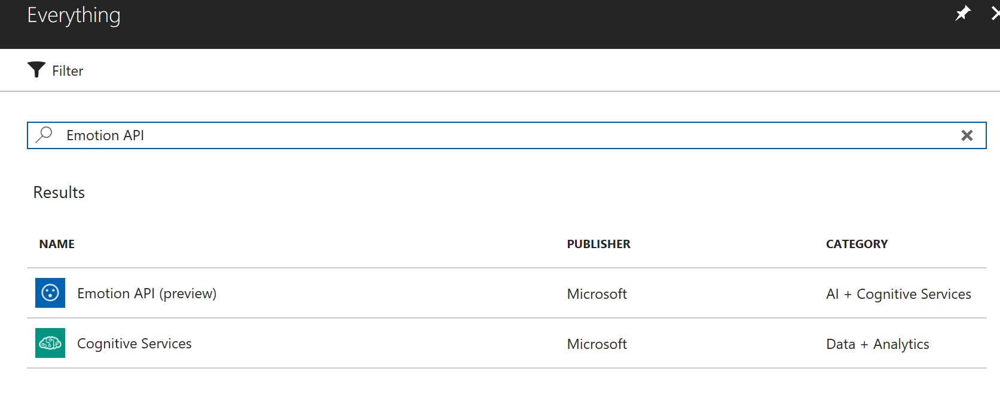 Everything
Filter
Emotion API
Results
NAME PUBLISHER CATEGORY
Emotion API (preview) Microsoft AI + Cognitive Services
Cognitive Services Microsoft Data + Analytics